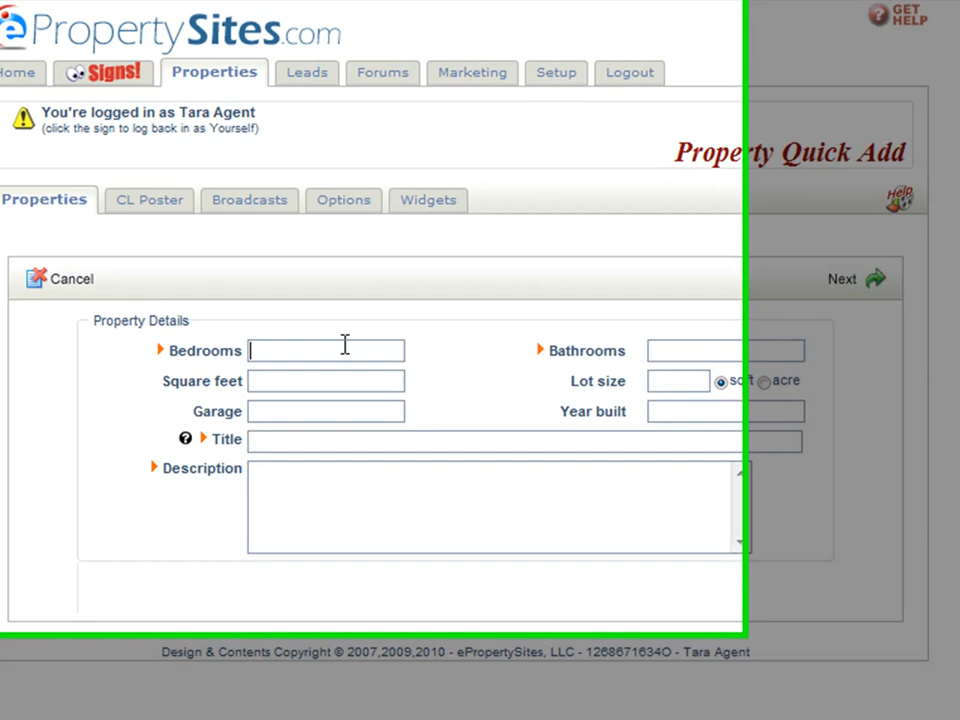 ePropertySites.com
GET HELP
Home Signs! Properties Leads Forums Marketing Setup Logout
You're logged in as Tara Agent
(click the sign to log back in as Yourself)
Property Quick Add
Properties CL Poster Broadcasts Options Widgets Help
Cancel Next
Property Details
Bedrooms Bathrooms
Square feet Lot size sqft acre
Garage Year built
? Title
Description
Design & Contents Copyright © 2007,2009,2010 - ePropertySites, LLC - 1268671634O - Tara Agent